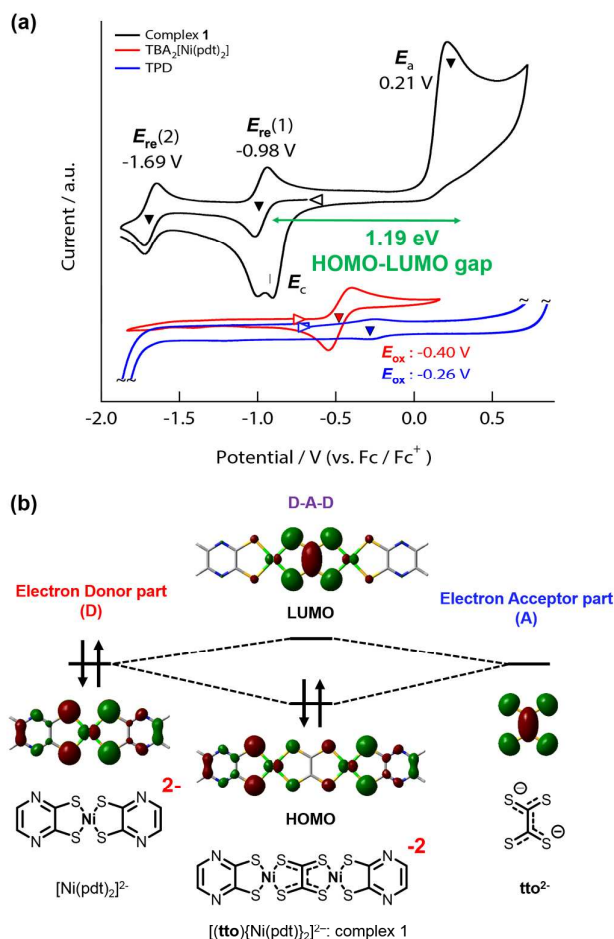 (a)
Complex 1
TBA₂[Ni(pdt)₂]
TPD
Eₐ
0.21 V
Eᵣₑ(2)
-1.69 V
Eᵣₑ(1)
-0.98 V
1.19 eV
HOMO-LUMO gap
E꜀
Eₒₓ : -0.40 V
Eₒₓ : -0.26 V
~ ~
~~
Current / a.u.
-2.0 -1.5 -1.0 -0.5 0.0 0.5
Potential / V (vs. Fc / Fc⁺ )
(b)
D-A-D
Electron Donor part
(D)
LUMO
Electron Acceptor part
(A)
HOMO
2-
N S S N
Ni
N S S N
[Ni(pdt)₂]²⁻
-2
N S S S S N
Ni Ni
N S S S S N
[(tto){Ni(pdt)}₂]²⁻: complex 1
⊖
S S
S S
⊖
tto²⁻